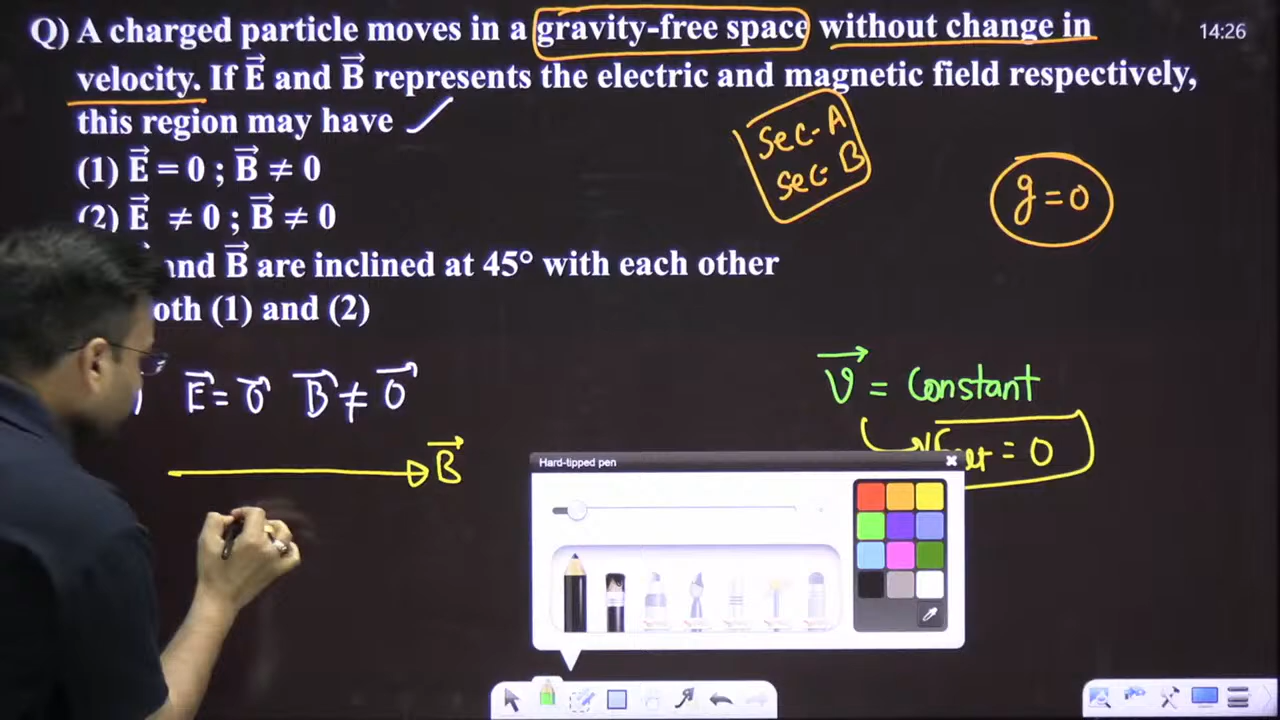 Q) A charged particle moves in a gravity-free space without change in
velocity. If E⃗ and B⃗ represents the electric and magnetic field respectively,
this region may have
(1) E⃗ = 0 ; B⃗ ≠ 0
(2) E⃗ ≠ 0 ; B⃗ ≠ 0
and B⃗ are inclined at 45° with each other
oth (1) and (2)
14:26
Sec-A
Sec-B
g = 0
E⃗ = 0⃗ B⃗ ≠ 0⃗
B⃗
v⃗ = Constant
= 0
Hard-tipped pen